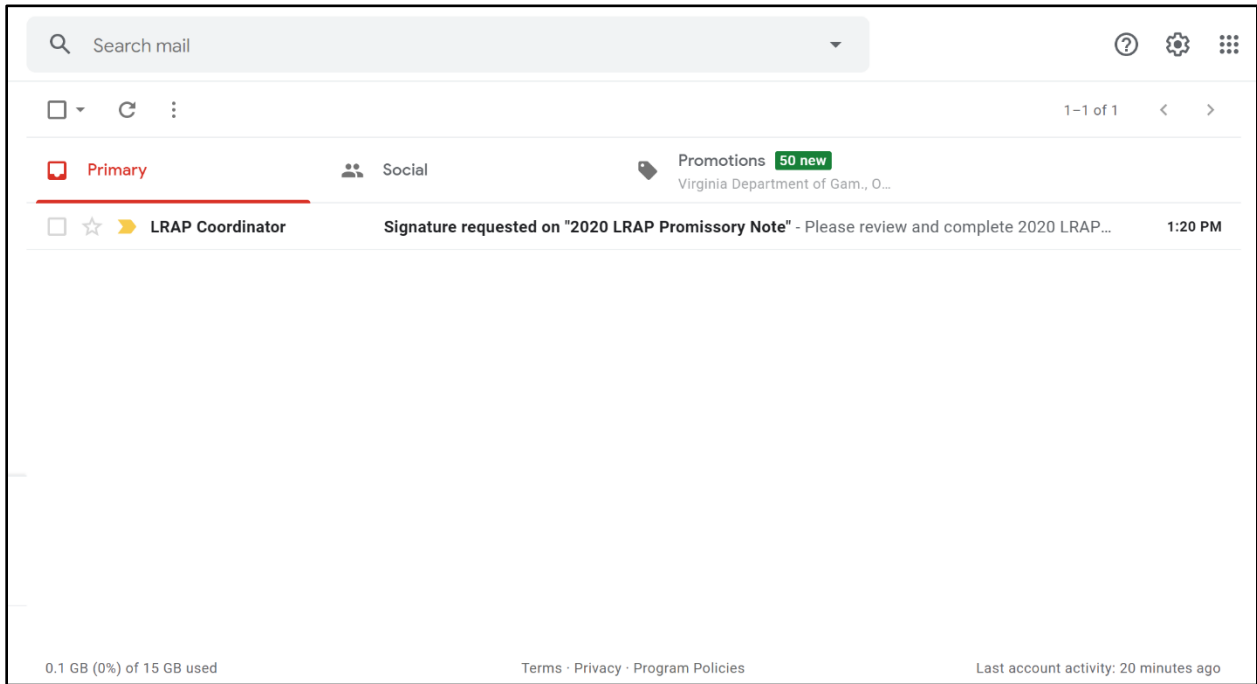 Search mail
1–1 of 1
Primary
Social
Promotions 50 new
Virginia Department of Gam., O...
LRAP Coordinator Signature requested on "2020 LRAP Promissory Note" - Please review and complete 2020 LRAP... 1:20 PM
0.1 GB (0%) of 15 GB used Terms · Privacy · Program Policies Last account activity: 20 minutes ago